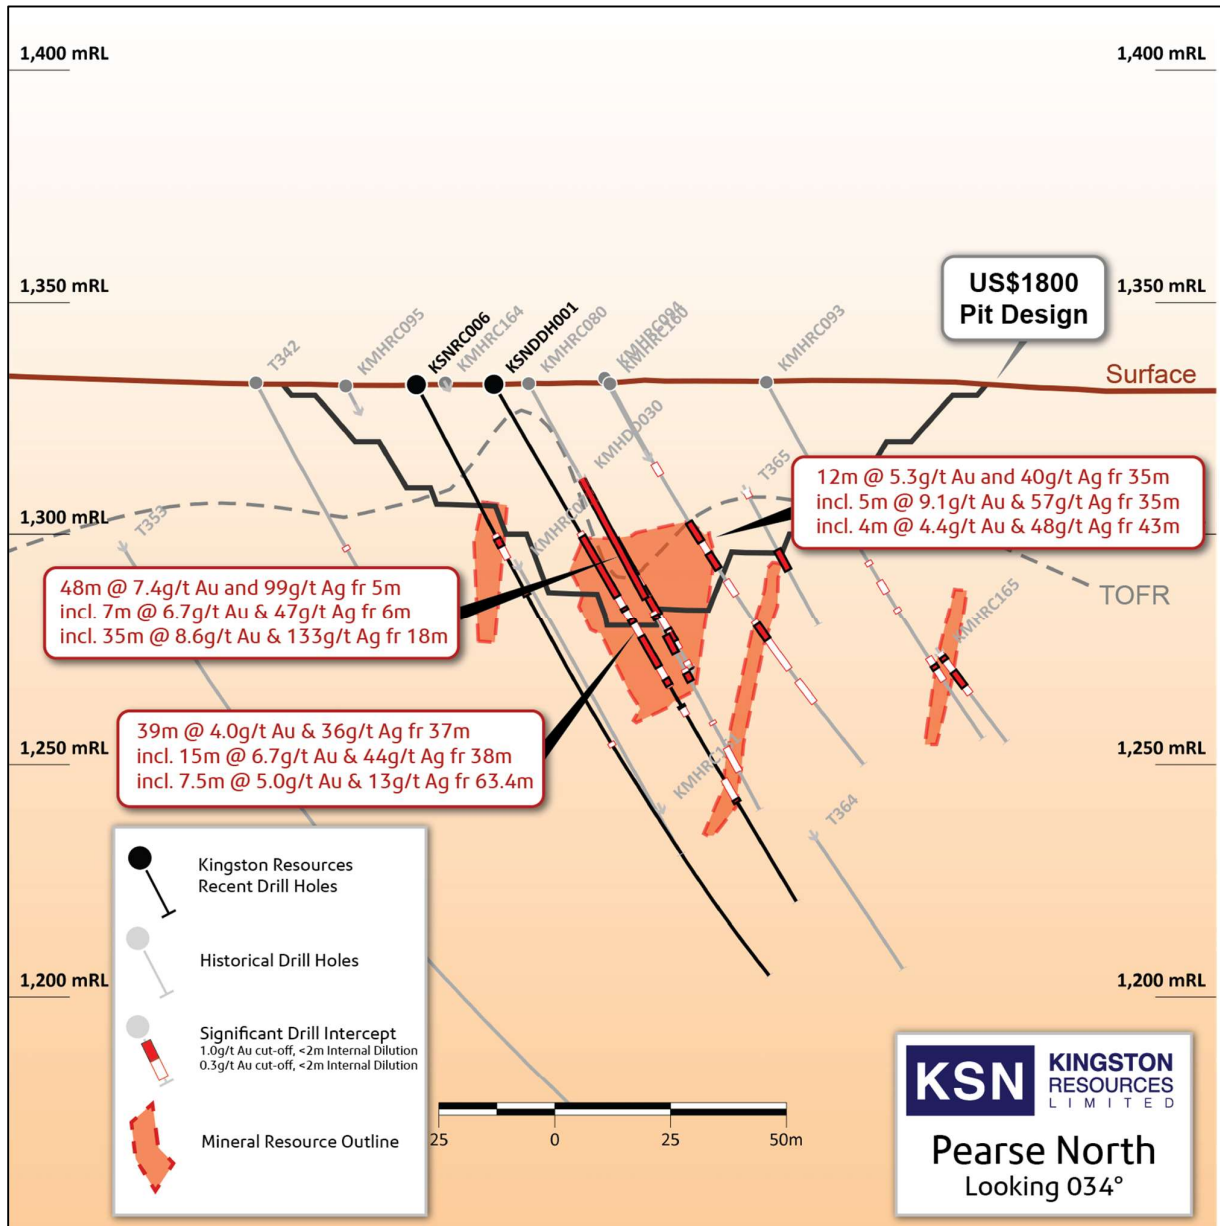 1,400 mRL
1,400 mRL
1,350 mRL
1,350 mRL
US$1800
Pit Design
T342
KMHRC095
KSNRC006
KMHRC164
KSNDDH001
KMHRC080
KMHRC094
KMHRC160
KMHRC093
Surface
KMHDD030
T365
12m @ 5.3g/t Au and 40g/t Ag fr 35m
incl. 5m @ 9.1g/t Au & 57g/t Ag fr 35m
incl. 4m @ 4.4g/t Au & 48g/t Ag fr 43m
1,300 mRL
1,300 mRL
T353
TOFR
48m @ 7.4g/t Au and 99g/t Ag fr 5m
incl. 7m @ 6.7g/t Au & 47g/t Ag fr 6m
incl. 35m @ 8.6g/t Au & 133g/t Ag fr 18m
KMHRC165
39m @ 4.0g/t Au & 36g/t Ag fr 37m
incl. 15m @ 6.7g/t Au & 44g/t Ag fr 38m
incl. 7.5m @ 5.0g/t Au & 13g/t Ag fr 63.4m
1,250 mRL
1,250 mRL
T364
Kingston Resources
Recent Drill Holes
Historical Drill Holes
Significant Drill Intercept
1.0g/t Au cut-off, <2m Internal Dilution
0.3g/t Au cut-off, <2m Internal Dilution
Mineral Resource Outline
1,200 mRL
1,200 mRL
25 0 25 50m
KSN
KINGSTON
RESOURCES
LIMITED
Pearse North
Looking 034°